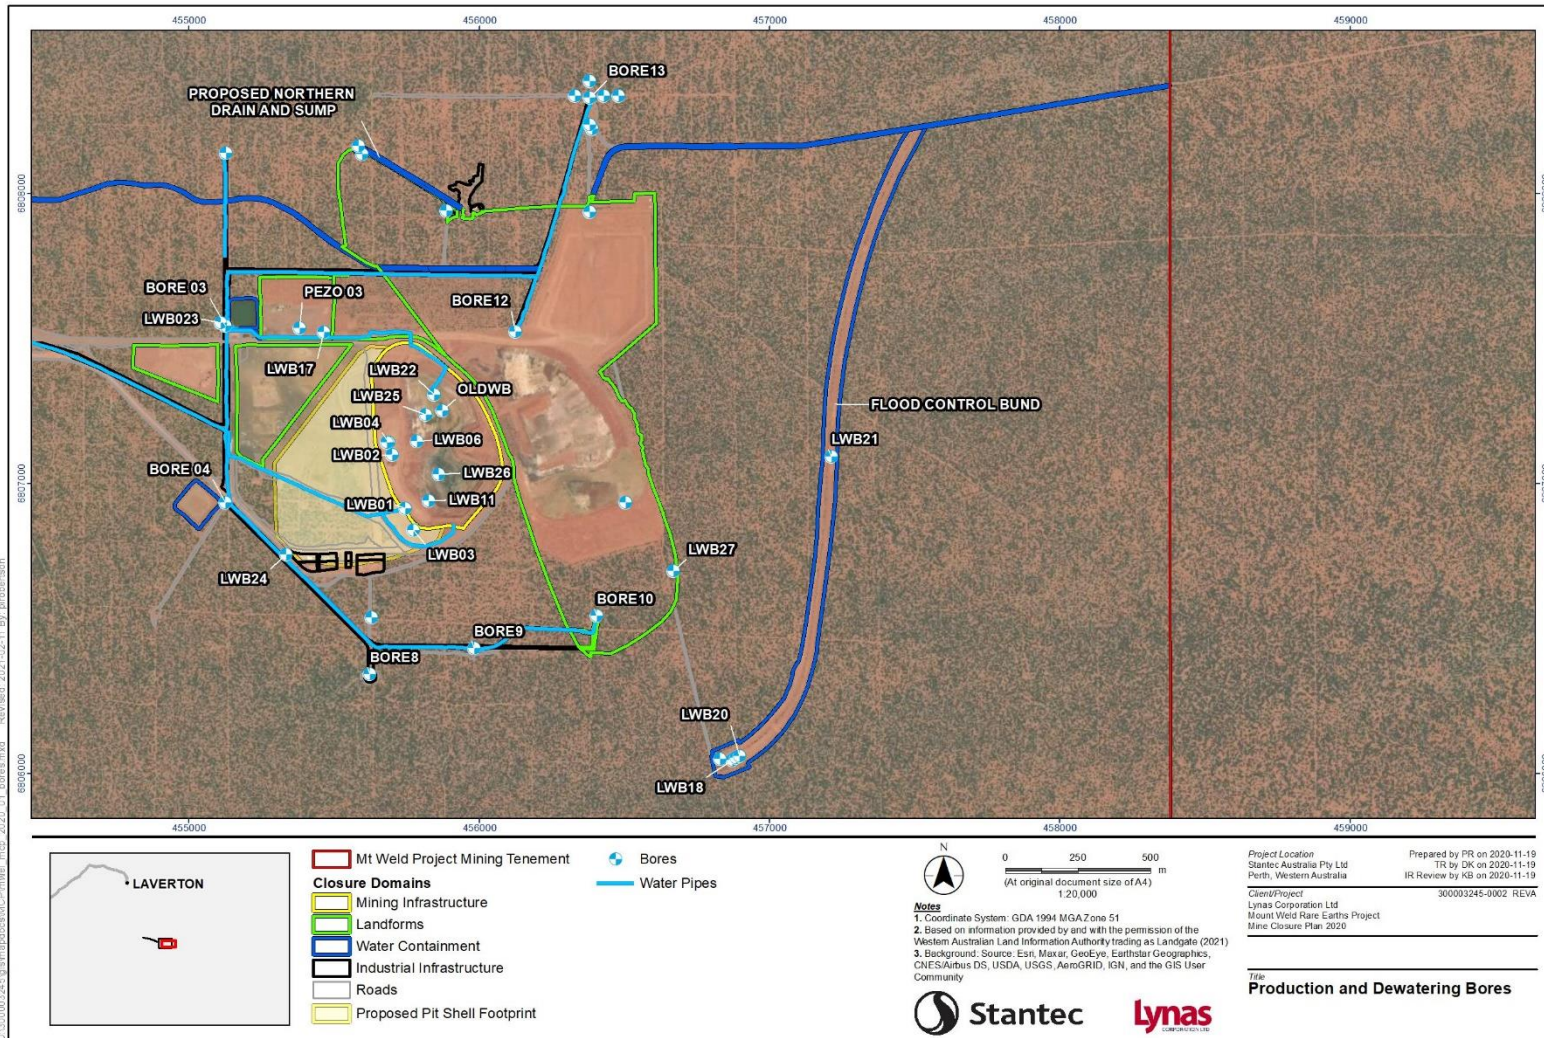 455000
456000
457000
458000
459000
BORE13
PROPOSED NORTHERN
DRAIN AND SUMP
6808000
BORE 03
PEZO 03
BORE12
LWB023
LWB17
LWB22
OLDWB
LWB25
FLOOD CONTROL BUND
LWB04
LWB06
LWB21
LWB02
BORE 04
LWB26
6807000
LWB01
LWB11
LWB03
LWB27
LWB24
BORE10
BORE9
BORE8
LWB20
6806000
LWB18
455000
456000
457000
458000
459000
LAVERTON
Mt Weld Project Mining Tenement
Closure Domains
Mining Infrastructure
Landforms
Water Containment
Industrial Infrastructure
Roads
Proposed Pit Shell Footprint
Bores
Water Pipes
N
0 250 500
m
(At original document size of A4)
1:20,000
Notes
1. Coordinate System: GDA 1994 MGA Zone 51
2. Based on information provided by and with the permission of the
Western Australian Land Information Authority trading as Landgate (2021)
3. Background: Source: Esri, Maxar, GeoEye, Earthstar Geographics,
CNES/Airbus DS, USDA, USGS, AeroGRID, IGN, and the GIS User
Community
Stantec
Lynas
CORPORATION LTD
Project Location
Stantec Australia Pty Ltd
Perth, Western Australia
Prepared by PR on 2020-11-19
TR by DK on 2020-11-19
IR Review by KB on 2020-11-19
Client/Project
300003245-0002 REVA
Lynas Corporation Ltd
Mount Weld Rare Earths Project
Mine Closure Plan 2020
Title
Production and Dewatering Bores